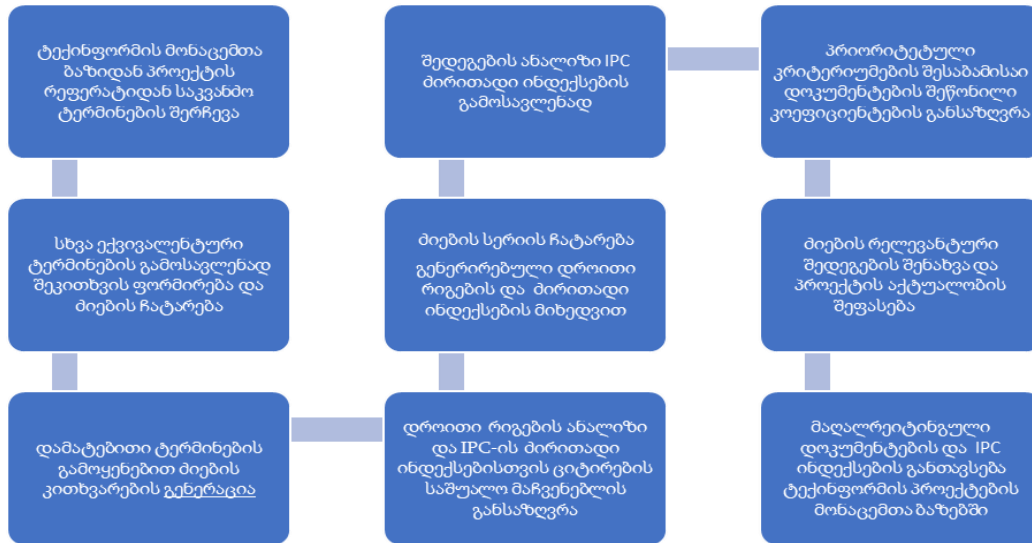 ტექინფორმის მონაცემთა
ბაზიდან პროექტის
რეფერატიდან საკვანძო
ტერმინების შერჩევა
სხვა ექვივალენტური
ტერმინების გამოსავლენად
შეკითხვის ფორმირება და
ძიების ჩატარება
დამატებითი ტერმინების
გამოყენებით ძიების
კითხვარების გენერაცია
დროითი რიგების ანალიზი
და IPC-ის ძირითადი
ინდექსებისთვის ციტირების
საშუალო მაჩვენებლის
განსაზღვრა
ძიების სერიის ჩატარება
გენერირებული დროითი
რიგების და ძირითადი
ინდექსების მიხედვით
შედეგების ანალიზი IPC
ძირითადი ინდექსების
გამოსავლენად
პრიორიტეტული
კრიტერიუმების შესაბამისაი
დოკუმენტების შეწონილი
კოეფიციენტების განსაზღვრა
ძიების რელევანტური
შედეგების შენახვა და
პროექტის აქტუალობის
შეფასება
მაღალრეიტინგული
დოკუმენტების და IPC
ინდექსების განთავსება
ტექინფორმის პროექტების
მონაცემთა ბაზებში